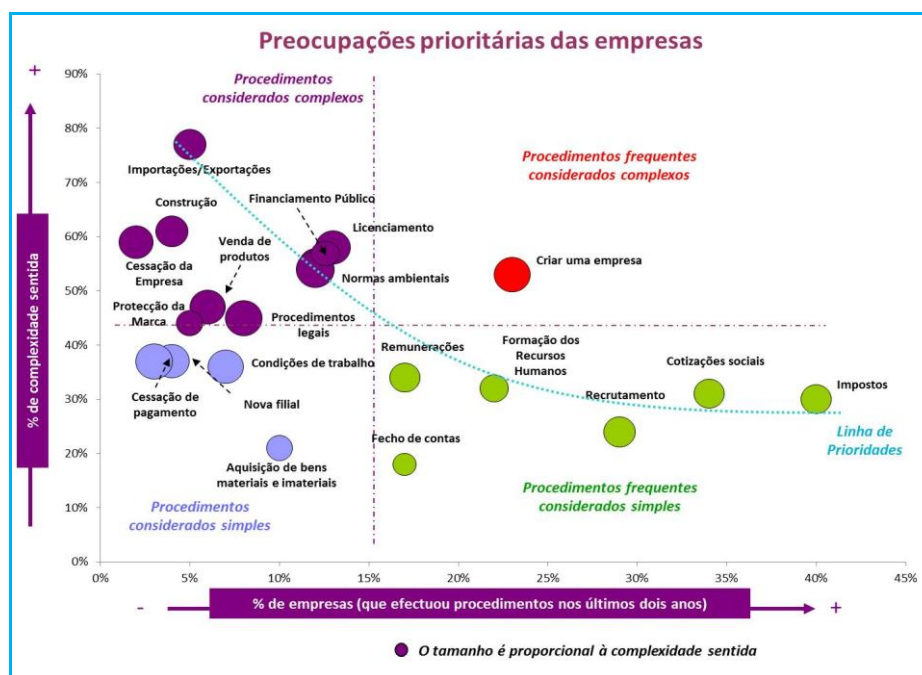 Preocupações prioritárias das empresas
+
90%
80%
70%
60%
50%
40%
30%
20%
10%
0%
% de complexidade sentida
Procedimentos
considerados complexos
Procedimentos frequentes
considerados complexos
Importações/Exportações
Construção
Financiamento Público
Licenciamento
Cessação da
Empresa
Venda de
produtos
Normas ambientais
Criar uma empresa
Protecção da
Marca
Procedimentos
legais
Condições de trabalho
Remunerações
Formação dos
Recursos
Humanos
Cotizações sociais
Impostos
Recrutamento
Cessação de
pagamento
Nova filial
Fecho de contas
Linha de
Prioridades
Aquisição de bens
materiais e imateriais
Procedimentos
considerados simples
Procedimentos frequentes
considerados simples
0%
5%
10%
15%
20%
25%
30%
35%
40%
45%
-
% de empresas (que efectuou procedimentos nos últimos dois anos)
+
O tamanho é proporcional à complexidade sentida